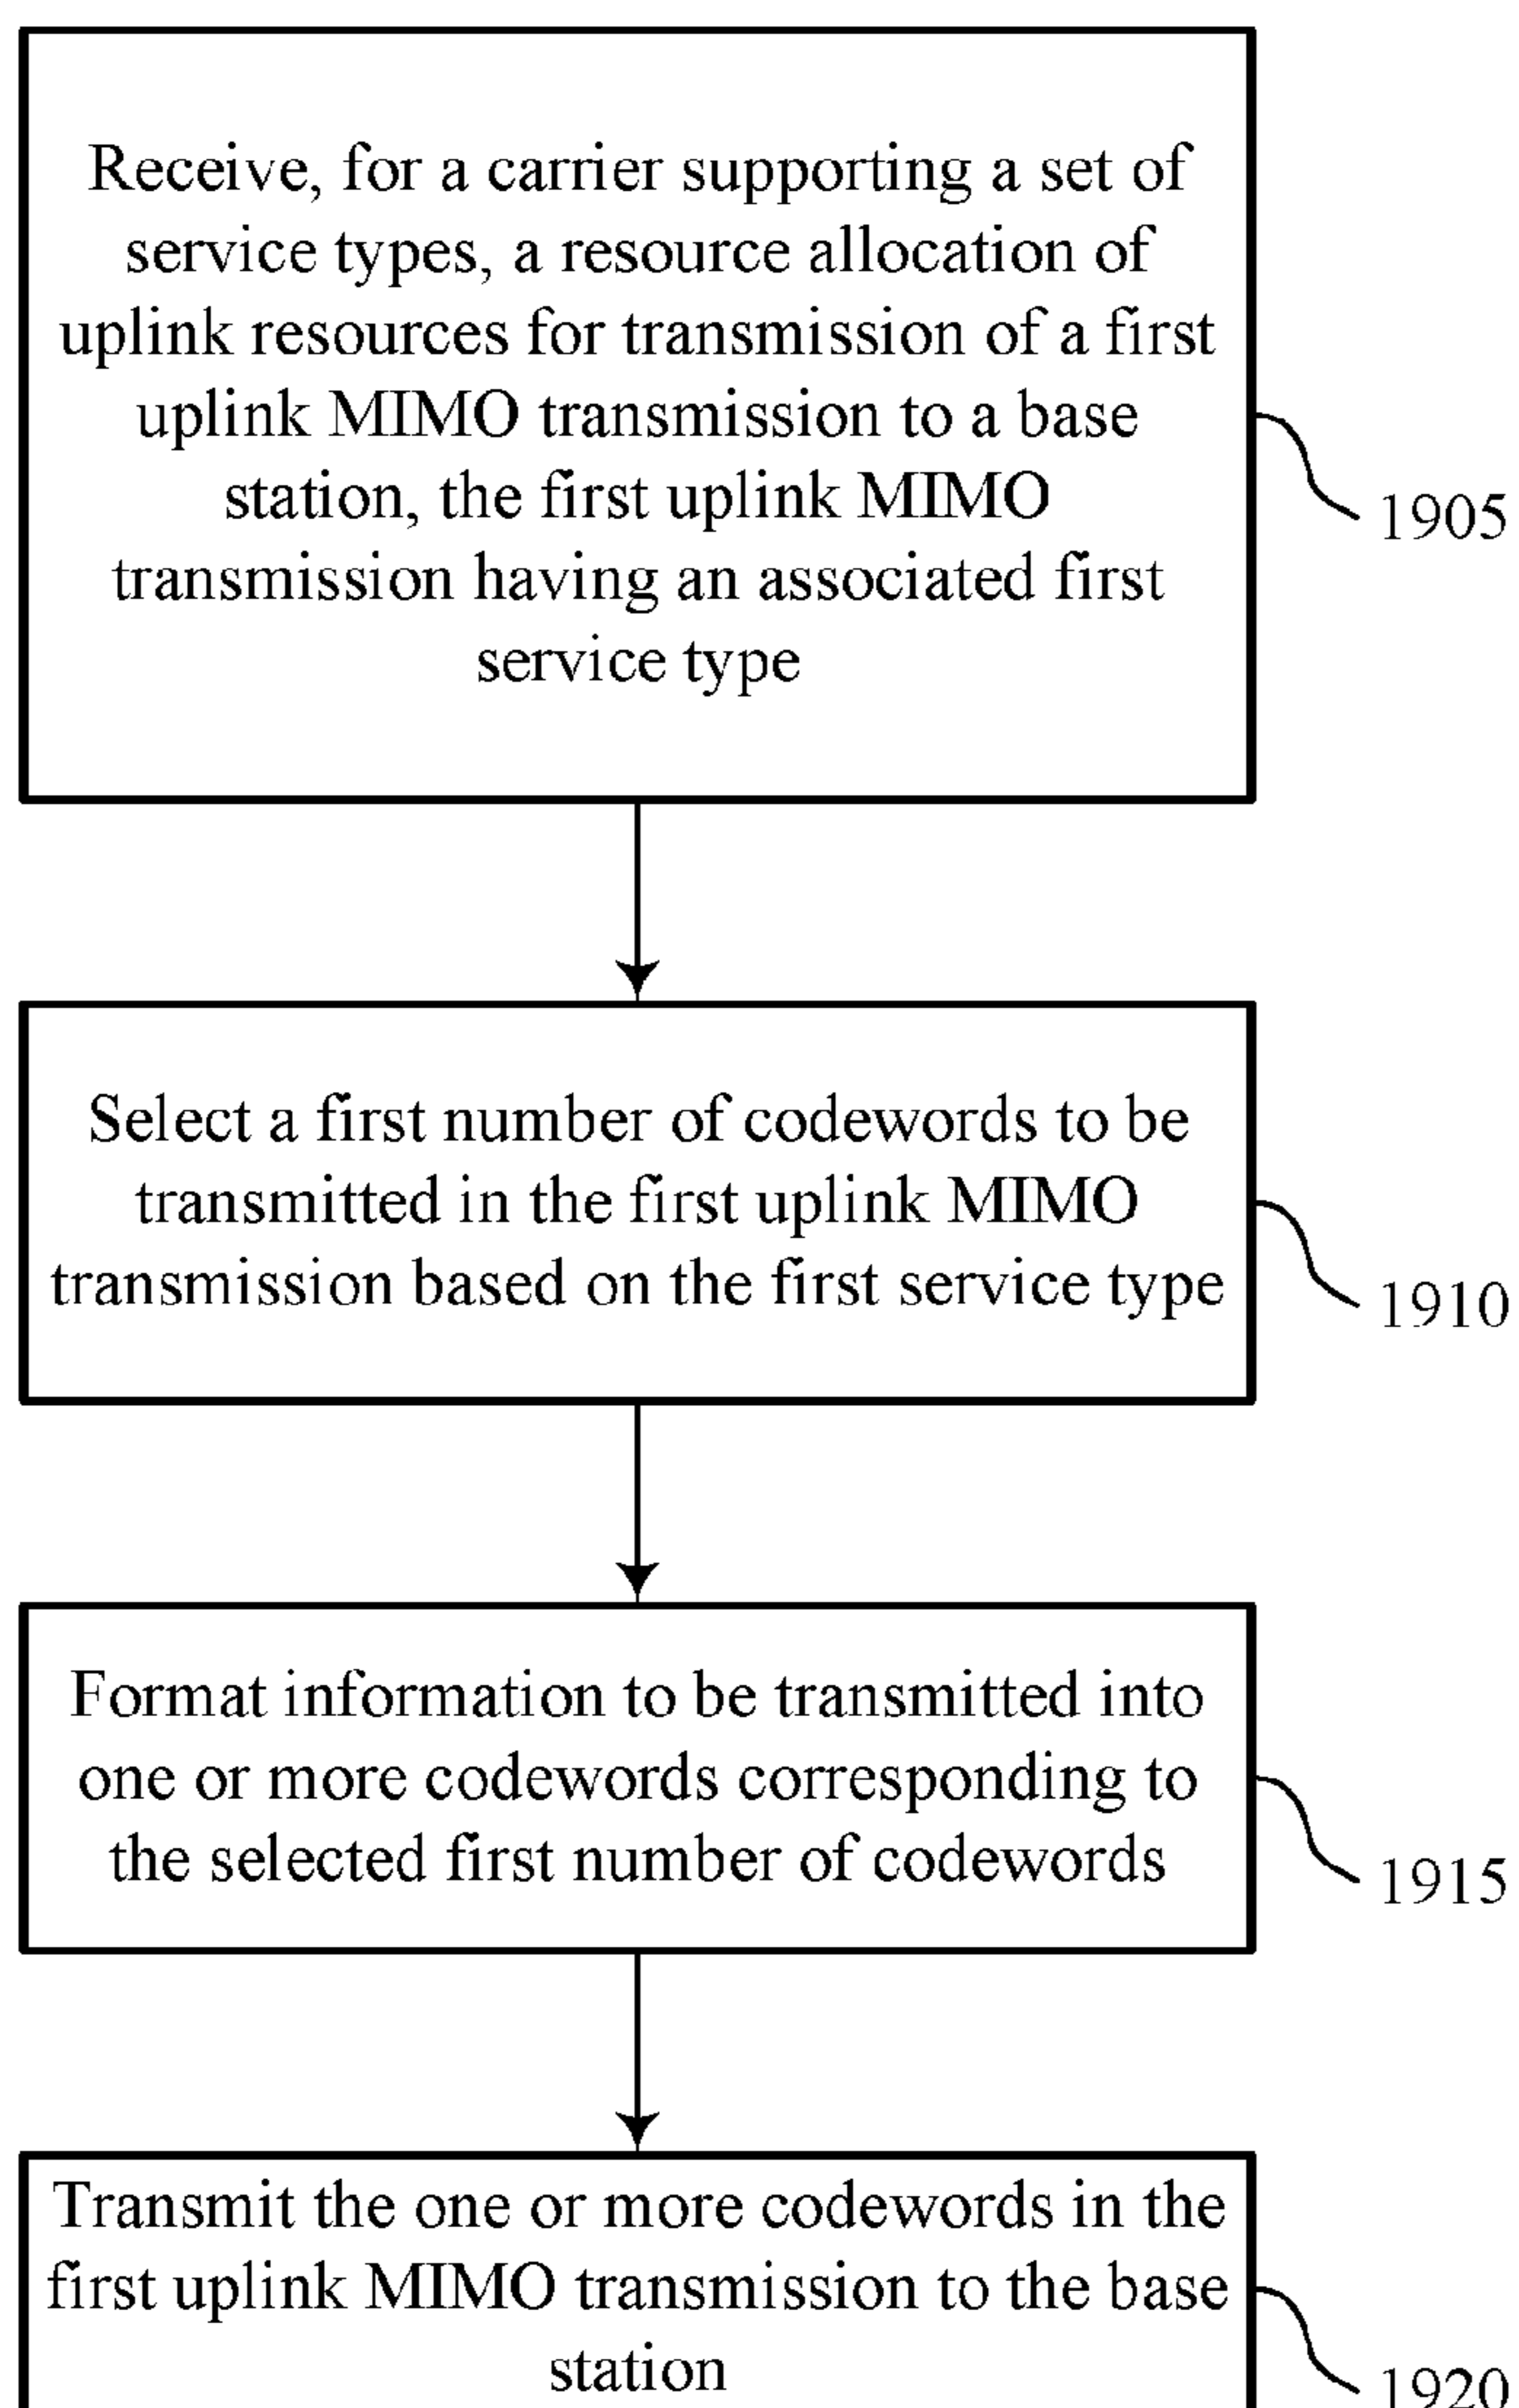 Receive, for a carrier supporting a set of
service types, a resource allocation of
uplink resources for transmission of a first
uplink MIMO transmission to a base
station, the first uplink MIMO
transmission having an associated first
service type
1905
Select a first number of codewords to be
transmitted in the first uplink MIMO
transmission based on the first service type
1910
Format information to be transmitted into
one or more codewords corresponding to
the selected first number of codewords
1915
Transmit the one or more codewords in the
first uplink MIMO transmission to the base
station
1920